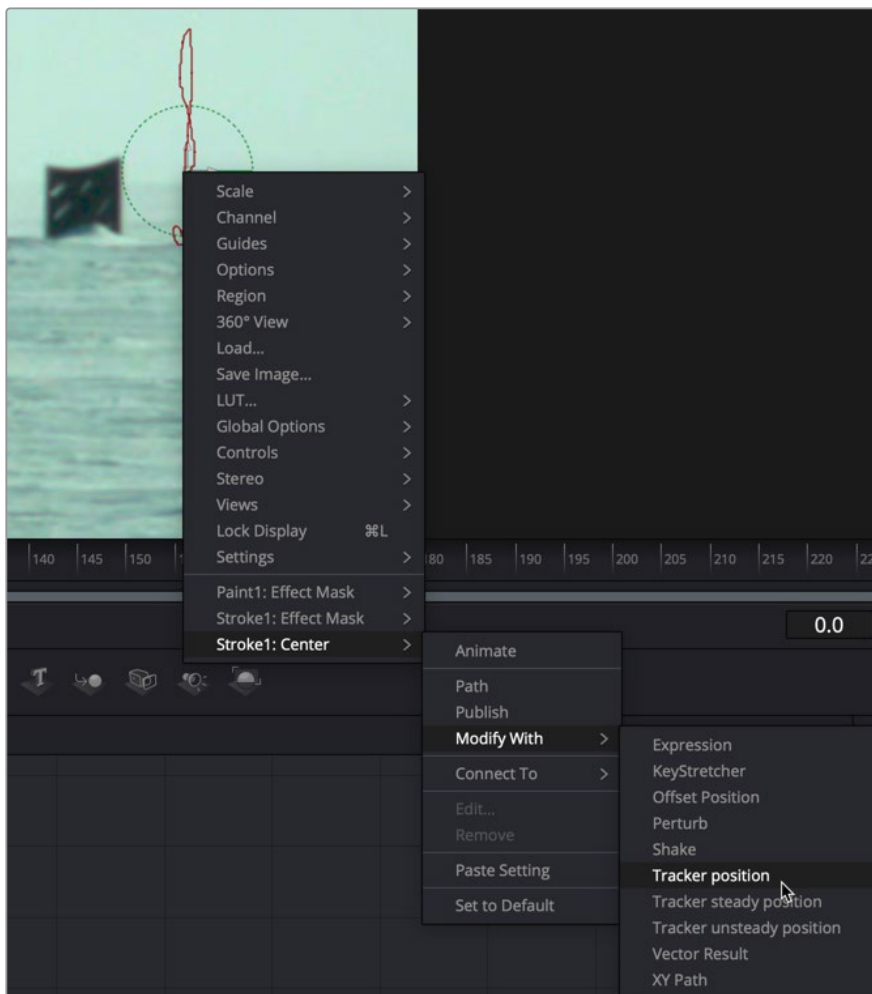 Scale
Channel
Guides
Options
Region
360° View
Load...
Save Image...
LUT...
Global Options
Controls
Stereo
Views
Lock Display ⌘L
Settings
140 145 150 180 185 190 195 200 205 210 215 220
Paint1: Effect Mask
Stroke1: Effect Mask
0.0
Stroke1: Center
Animate
Path
Publish
Modify With
Connect To
Edit...
Remove
Paste Setting
Set to Default
Expression
KeyStretcher
Offset Position
Perturb
Shake
Tracker position
Tracker steady position
Tracker unsteady position
Vector Result
XY Path